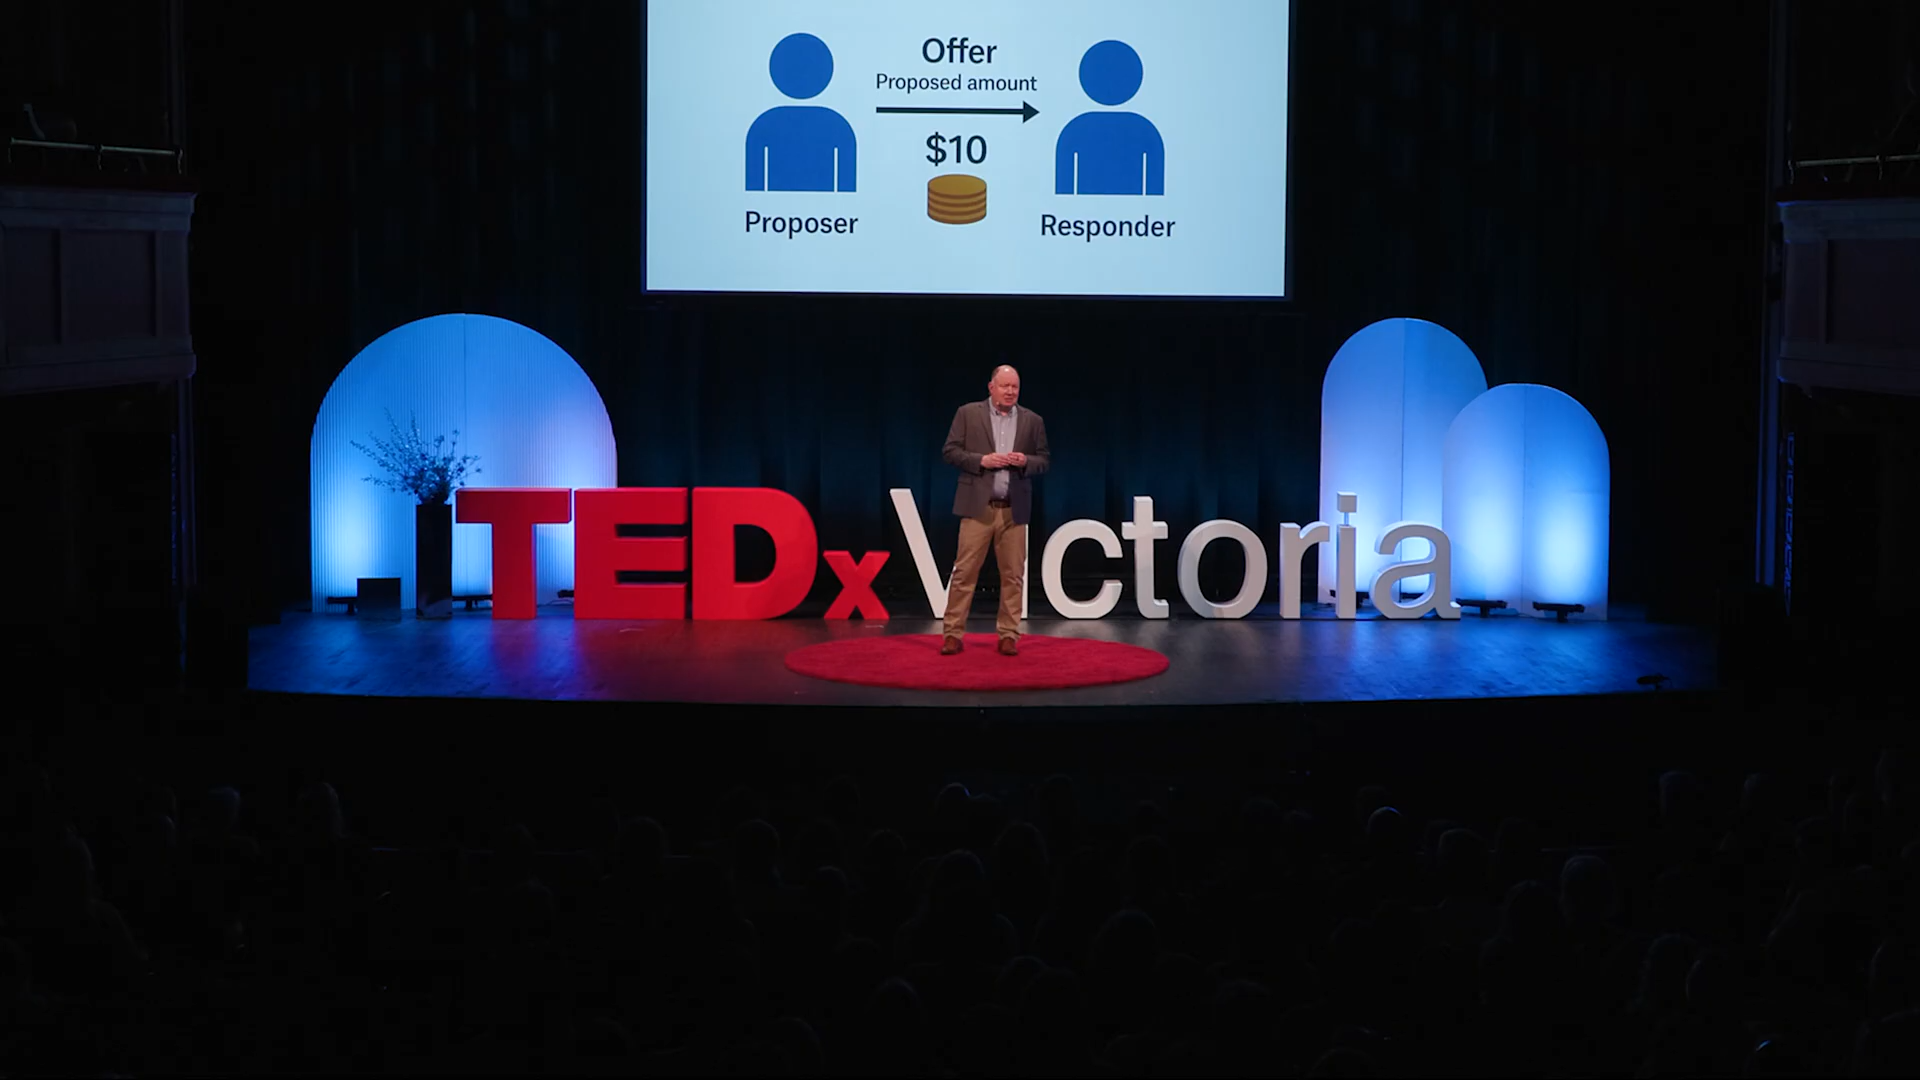 Offer
Proposed amount
$10
Proposer
Responder
TEDxVictoria